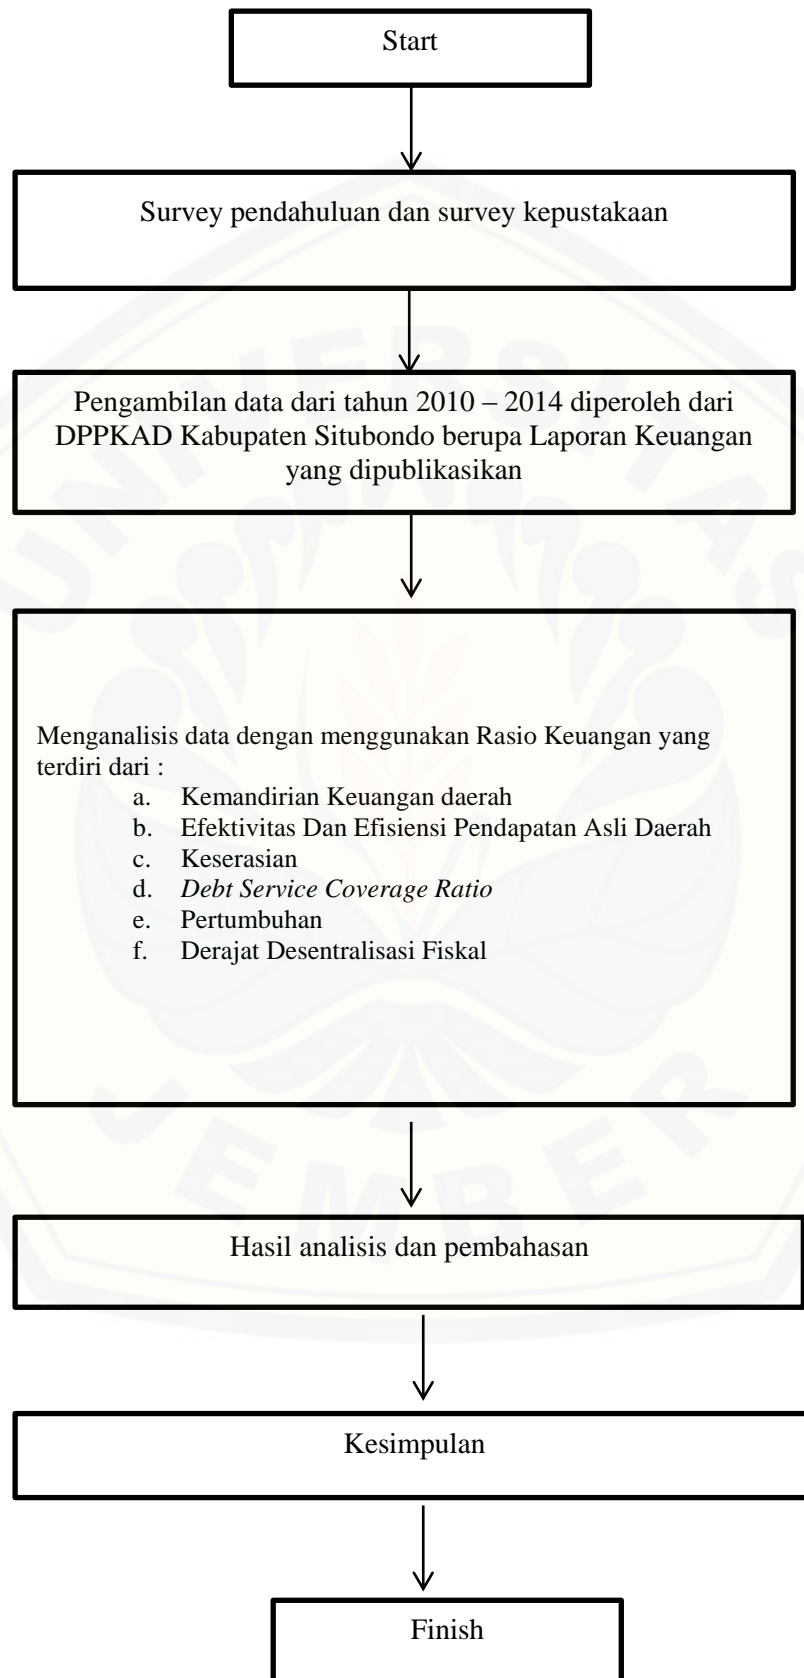 Start
Survey pendahuluan dan survey kepustakaan
Pengambilan data dari tahun 2010 – 2014 diperoleh dari
DPPKAD Kabupaten Situbondo berupa Laporan Keuangan
yang dipublikasikan
Menganalisis data dengan menggunakan Rasio Keuangan yang
terdiri dari :
a. Kemandirian Keuangan daerah
b. Efektivitas Dan Efisiensi Pendapatan Asli Daerah
c. Keserasian
d. Debt Service Coverage Ratio
e. Pertumbuhan
f. Derajat Desentralisasi Fiskal
Hasil analisis dan pembahasan
Kesimpulan
Finish
UNIVERSITAS
JEMBER